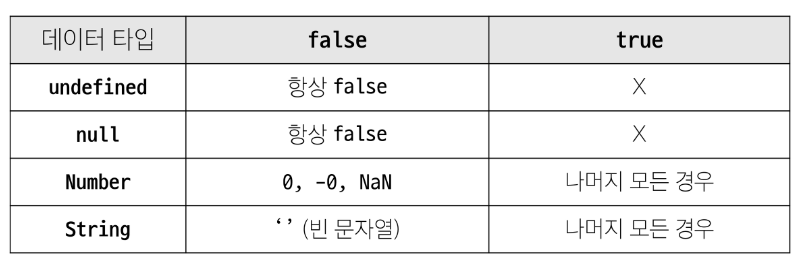 데이터 타입 false true
undefined 항상 false X
null 항상 false X
Number 0, -0, NaN 나머지 모든 경우
String ‘’ (빈 문자열) 나머지 모든 경우